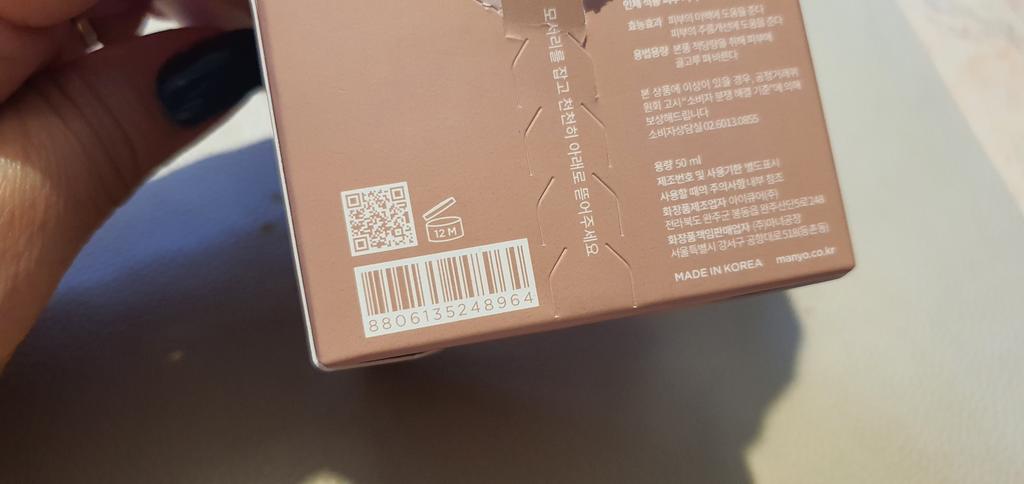 모서리를 잡고 천천히 아래로 뜯어주세요
인체 적용
효능효과 피부의 미백에 도움을 준다
피부의 주름개선에 도움을 준다
용법용량 본품 적당량을 취해 피부에
골고루 펴 바른다
본 상품에 이상이 있을 경우, 공정거래위
원회 고시 "소비자 분쟁 해결 기준"에 의해
보상해드립니다
소비자상담실 02.6013.0855
용량 50 ml
제조번호 및 사용기한 별도표시
사용할 때의 주의사항 내부 참조
화장품제조업자 아이큐어(주)
전라북도 완주군 봉동읍 완주산단5로 248
화장품책임판매업자 (주)마녀공장
서울특별시 강서구 공항대로 518(등촌동)
MADE IN KOREA manyo.co.kr
12 M
8806135248964